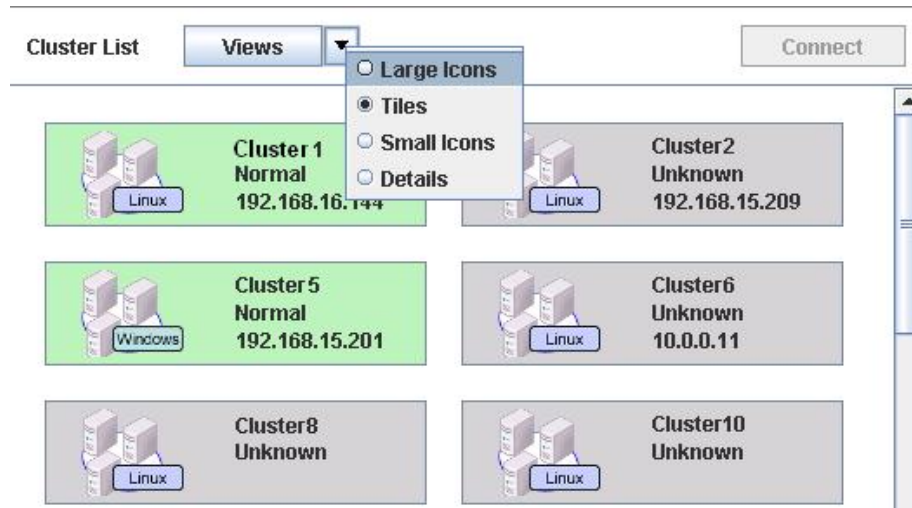 Cluster List
Views
Connect
Large Icons
Tiles
Small Icons
Details
Cluster 1
Normal
192.168.16.144
Linux
Cluster2
Unknown
192.168.15.209
Linux
Cluster5
Normal
192.168.15.201
Windows
Cluster6
Unknown
10.0.0.11
Linux
Cluster8
Unknown
Linux
Cluster10
Unknown
Linux